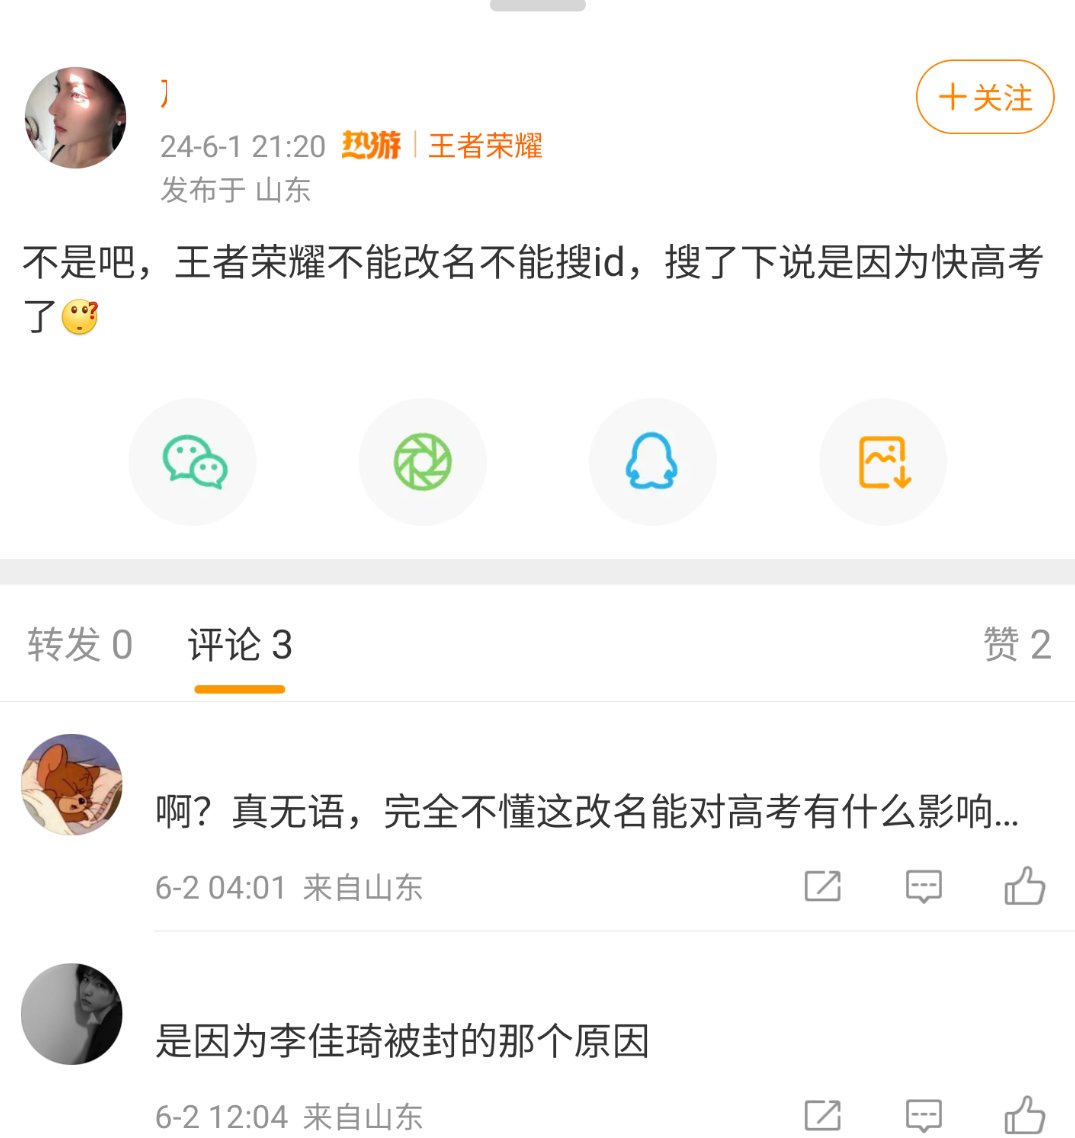 关注
24-6-1 21:20 热游 王者荣耀
发布于 山东
不是吧，王者荣耀不能改名不能搜id，搜了下说是因为快高考
了
转发 0 评论 3 赞 2
啊？真无语，完全不懂这改名能对高考有什么影响...
6-2 04:01 来自山东
是因为李佳琦被封的那个原因
6-2 12:04 来自山东